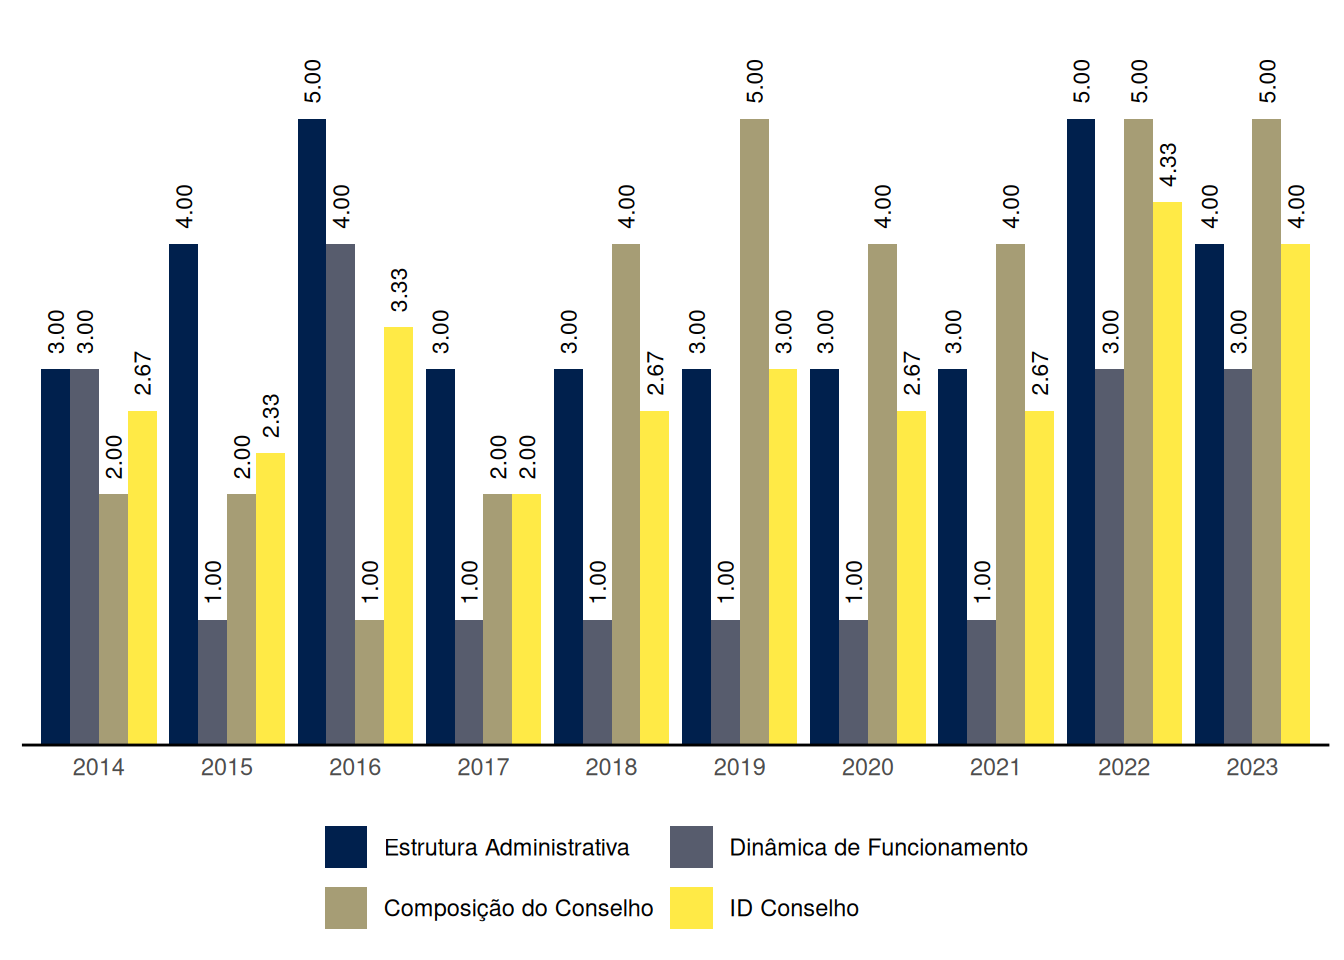 3.00 3.00 2.00 2.67
4.00 1.00 2.00 2.33
5.00 4.00 1.00 3.33
3.00 1.00 2.00 2.00
3.00 1.00 4.00 2.67
3.00 1.00 5.00 3.00
3.00 1.00 4.00 2.67
3.00 1.00 4.00 2.67
5.00 3.00 5.00 4.33
4.00 3.00 5.00 4.00
2014 2015 2016 2017 2018 2019 2020 2021 2022 2023
Estrutura Administrativa Dinâmica de Funcionamento
Composição do Conselho ID Conselho